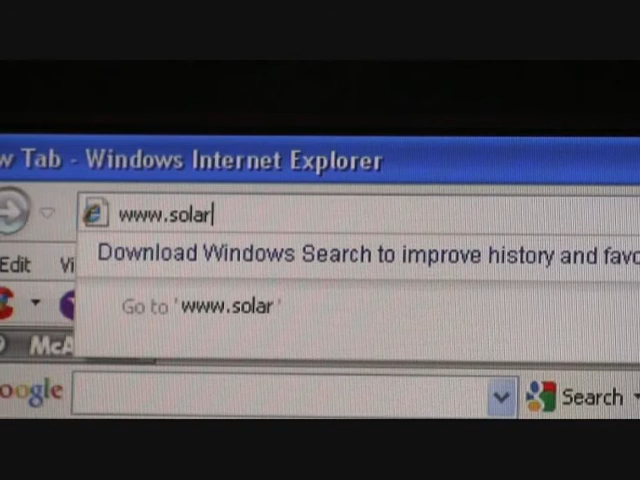 w Tab - Windows Internet Explorer
www.solar
Download Windows Search to improve history and favo
Edit Vi
Go to 'www.solar'
McA
oogle Search